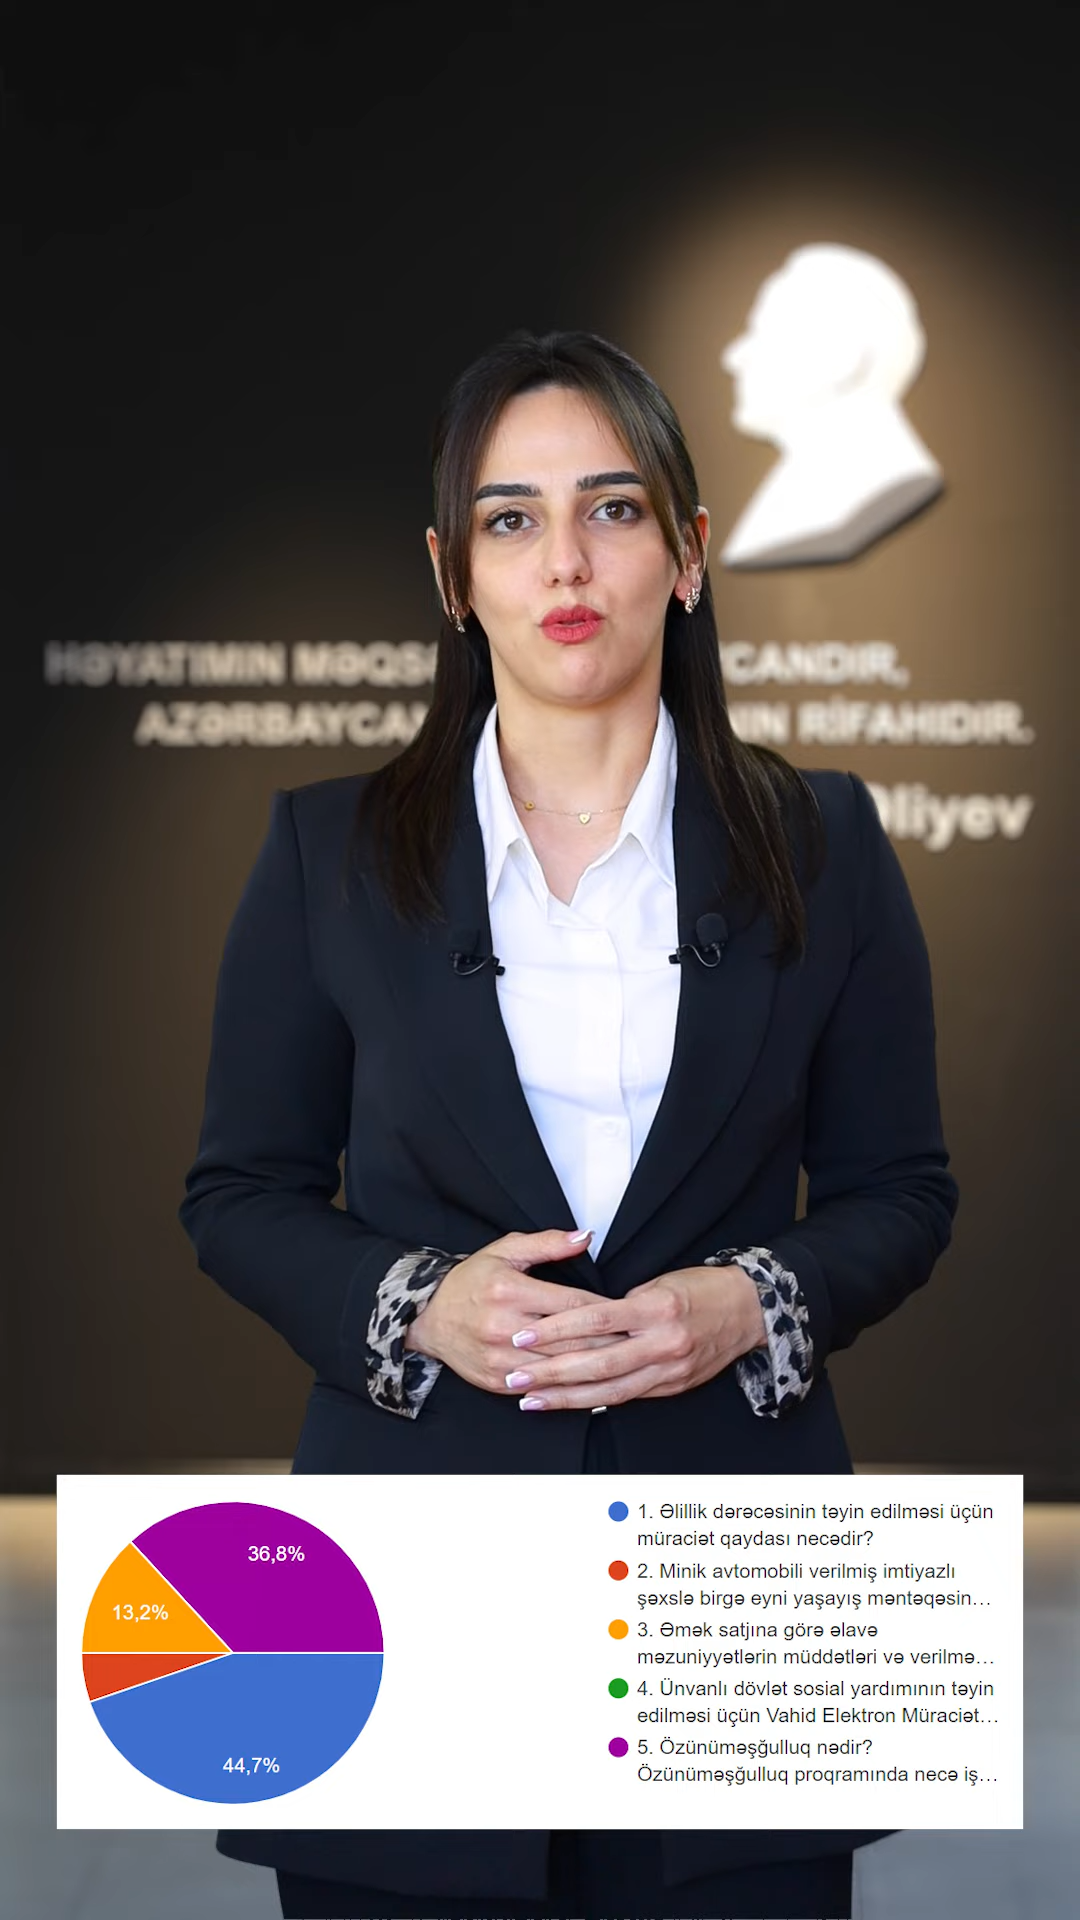 HƏYATIMIN MƏQS
YCANDIR,
AZƏRBAYCAN
NIN RİFAHIDIR.
Əliyev
36,8%
13,2%
44,7%
1. Əlillik dərəcəsinin təyin edilməsi üçün
müraciət qaydası necədir?
2. Minik avtomobili verilmiş imtiyazlı
şəxslə birgə eyni yaşayış məntəqəsin…
3. Əmək satjına görə əlavə
məzuniyyətlərin müddətləri və verilmə…
4. Ünvanlı dövlət sosial yardımının təyin
edilməsi üçün Vahid Elektron Müraciət…
5. Özünüməşğulluq nədir?
Özünüməşğulluq proqramında necə iş…